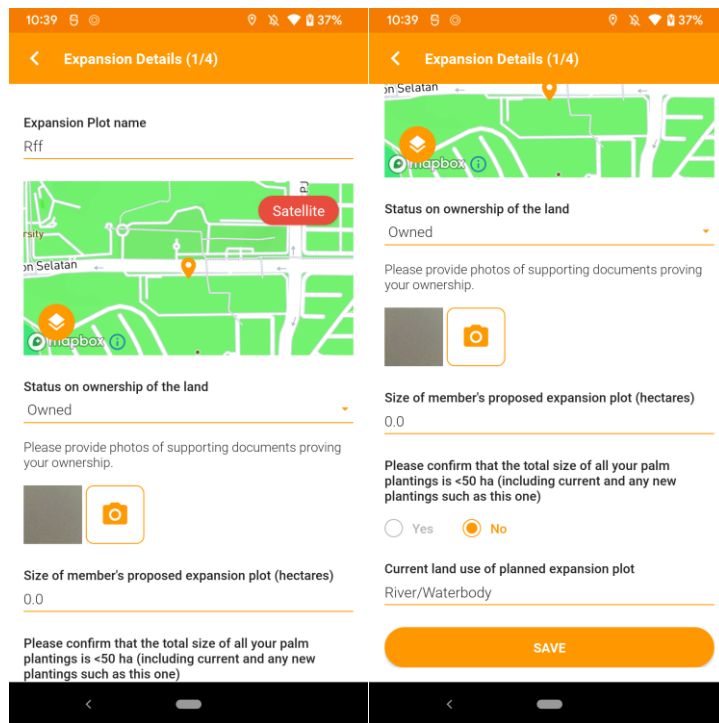 10:39
37%
Expansion Details (1/4)
Expansion Plot name
Rff
Satellite
rsity
on Selatan
mapbox
Status on ownership of the land
Owned
Please provide photos of supporting documents proving
your ownership.
Size of member's proposed expansion plot (hectares)
0.0
Please confirm that the total size of all your palm
plantings is <50 ha (including current and any new
plantings such as this one)
10:39
37%
Expansion Details (1/4)
on Selatan
mapbox
Status on ownership of the land
Owned
Please provide photos of supporting documents proving
your ownership.
Size of member's proposed expansion plot (hectares)
0.0
Please confirm that the total size of all your palm
plantings is <50 ha (including current and any new
plantings such as this one)
Yes
No
Current land use of planned expansion plot
River/Waterbody
SAVE